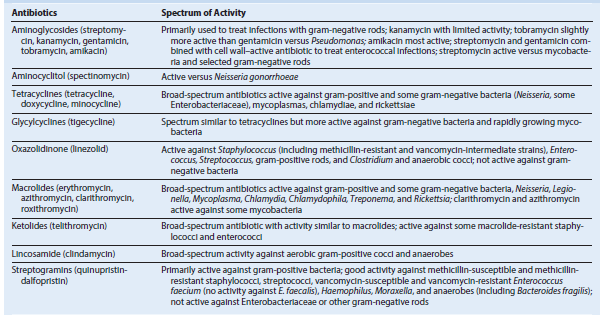 Antibiotics Spectrum of Activity
Aminoglycosides (streptomy-
cin, kanamycin, gentamicin,
tobramycin, amikacin)
Primarily used to treat infections with gram-negative rods; kanamycin with limited activity; tobramycin slightly
more active than gentamicin versus Pseudomonas; amikacin most active; streptomycin and gentamicin com-
bined with cell wall–active antibiotic to treat enterococcal infections; streptomycin active versus mycobacte-
ria and selected gram-negative rods
Aminocyclitol (spectinomycin) Active versus Neisseria gonorrhoeae
Tetracyclines (tetracycline,
doxycycline, minocycline)
Broad-spectrum antibiotics active against gram-positive and some gram-negative bacteria (Neisseria, some
Enterobacteriaceae), mycoplasmas, chlamydiae, and rickettsiae
Glycylcyclines (tigecycline)
Spectrum similar to tetracyclines but more active against gram-negative bacteria and rapidly growing myco-
bacteria
Oxazolidinone (linezolid)
Active against Staphylococcus (including methicillin-resistant and vancomycin-intermediate strains), Entero-
coccus, Streptococcus, gram-positive rods, and Clostridium and anaerobic cocci; not active against gram-
negative bacteria
Macrolides (erythromycin,
azithromycin, clarithromycin,
roxithromycin)
Broad-spectrum antibiotics active against gram-positive and some gram-negative bacteria, Neisseria, Legio-
nella, Mycoplasma, Chlamydia, Chlamydophila, Treponema, and Rickettsia; clarithromycin and azithromycin
active against some mycobacteria
Ketolides (telithromycin)
Broad-spectrum antibiotic with activity similar to macrolides; active against some macrolide-resistant staphy-
lococci and enterococci
Lincosamide (clindamycin) Broad-spectrum activity against aerobic gram-positive cocci and anaerobes
Streptogramins (quinupristin-
dalfopristin)
Primarily active against gram-positive bacteria; good activity against methicillin-susceptible and methicillin-
resistant staphylococci, streptococci, vancomycin-susceptible and vancomycin-resistant Enterococcus
faecium (no activity against E. faecalis), Haemophilus, Moraxella, and anaerobes (including Bacteroides fragilis);
not active against Enterobacteriaceae or other gram-negative rods